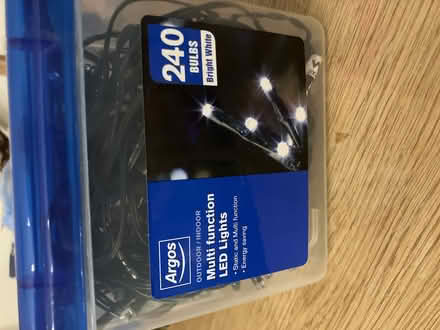 240
BULBS
Bright White
Argos
OUTDOOR / INDOOR
Multi function
LED Lights
• Static and Multi function
• Energy saving